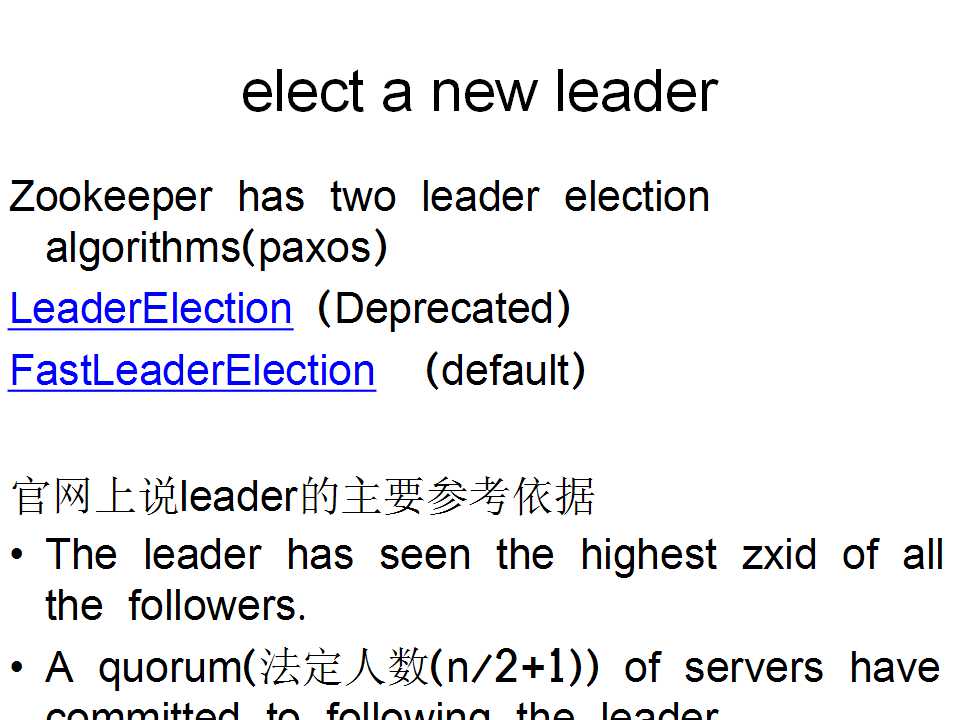 elect a new leader
Zookeeper has two leader election
algorithms(paxos)
LeaderElection (Deprecated)
FastLeaderElection (default)
官网上说leader的主要参考依据
• The leader has seen the highest zxid of all
the followers.
• A quorum(法定人数(n/2+1)) of servers have
committed to following the leader